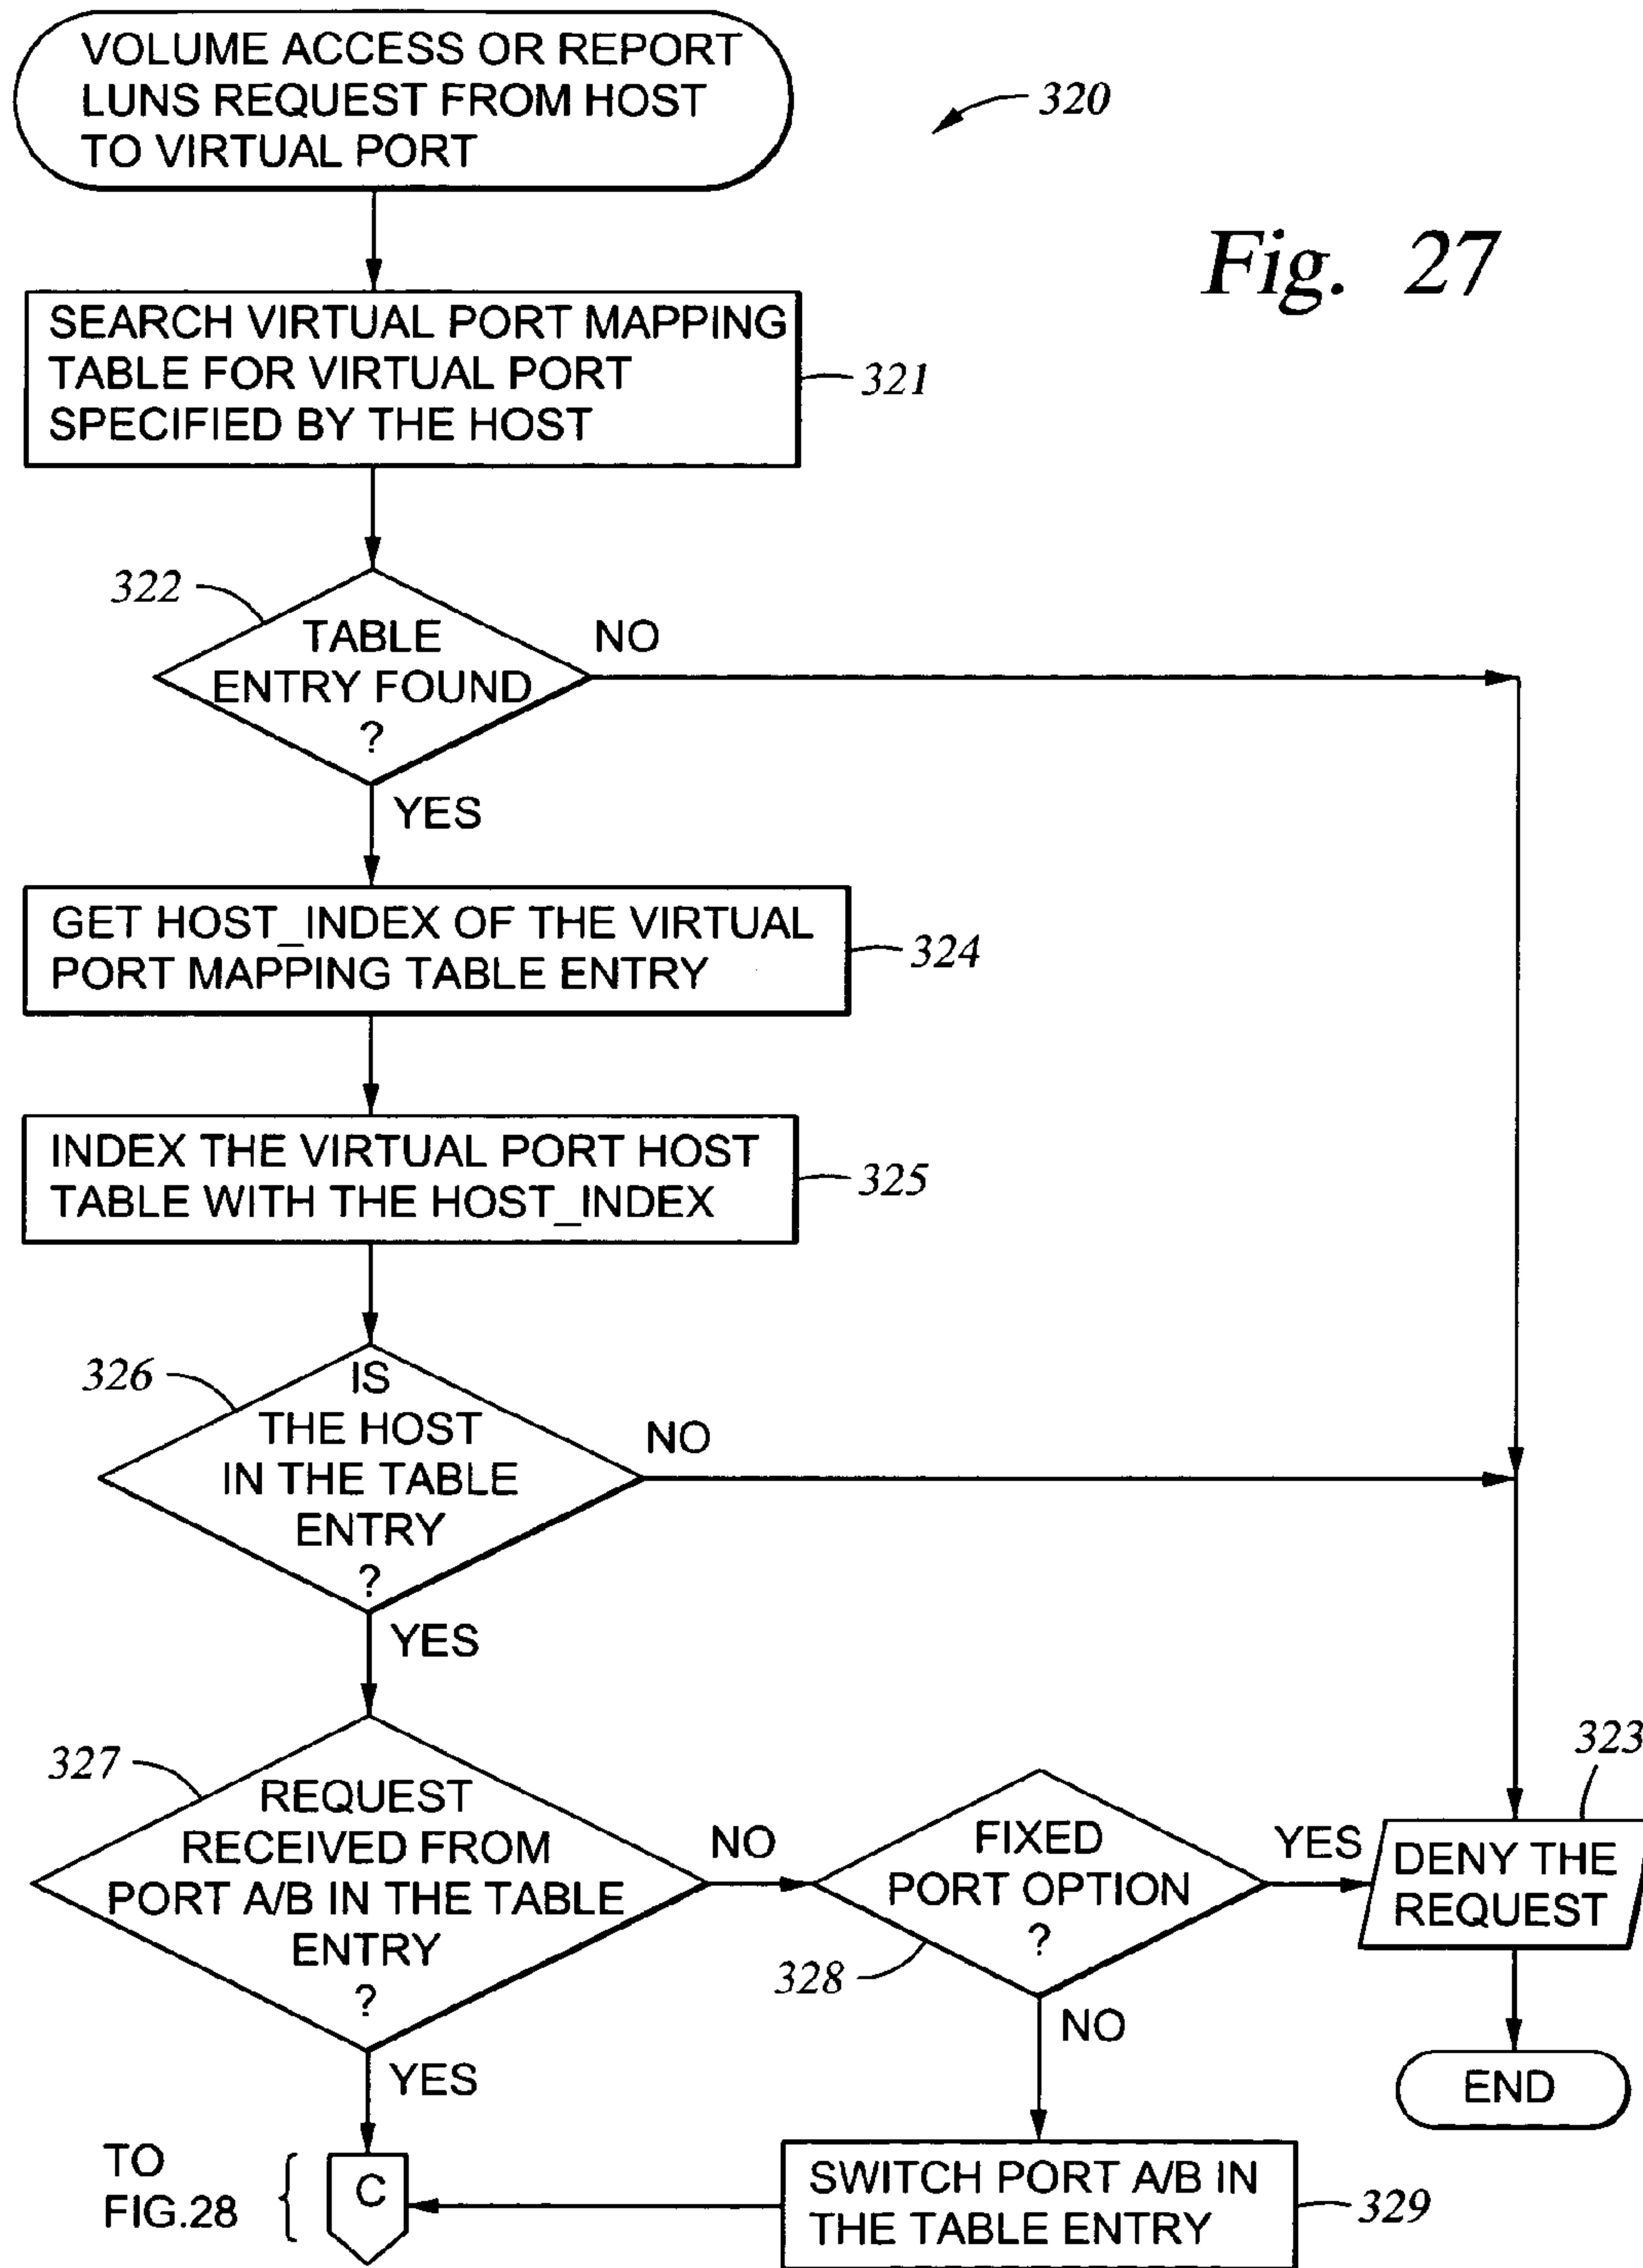 VOLUME ACCESS OR REPORT
LUNS REQUEST FROM HOST
TO VIRTUAL PORT
320
Fig. 27
SEARCH VIRTUAL PORT MAPPING
TABLE FOR VIRTUAL PORT
SPECIFIED BY THE HOST
321
322
TABLE
ENTRY FOUND
?
NO
YES
GET HOST_INDEX OF THE VIRTUAL
PORT MAPPING TABLE ENTRY
324
INDEX THE VIRTUAL PORT HOST
TABLE WITH THE HOST_INDEX
325
326
IS
THE HOST
IN THE TABLE
ENTRY
?
NO
YES
327
REQUEST
RECEIVED FROM
PORT A/B IN THE TABLE
ENTRY
?
NO
YES
FIXED
PORT OPTION
?
328
YES
NO
323
DENY THE
REQUEST
END
TO
FIG.28
C
SWITCH PORT A/B IN
THE TABLE ENTRY
329